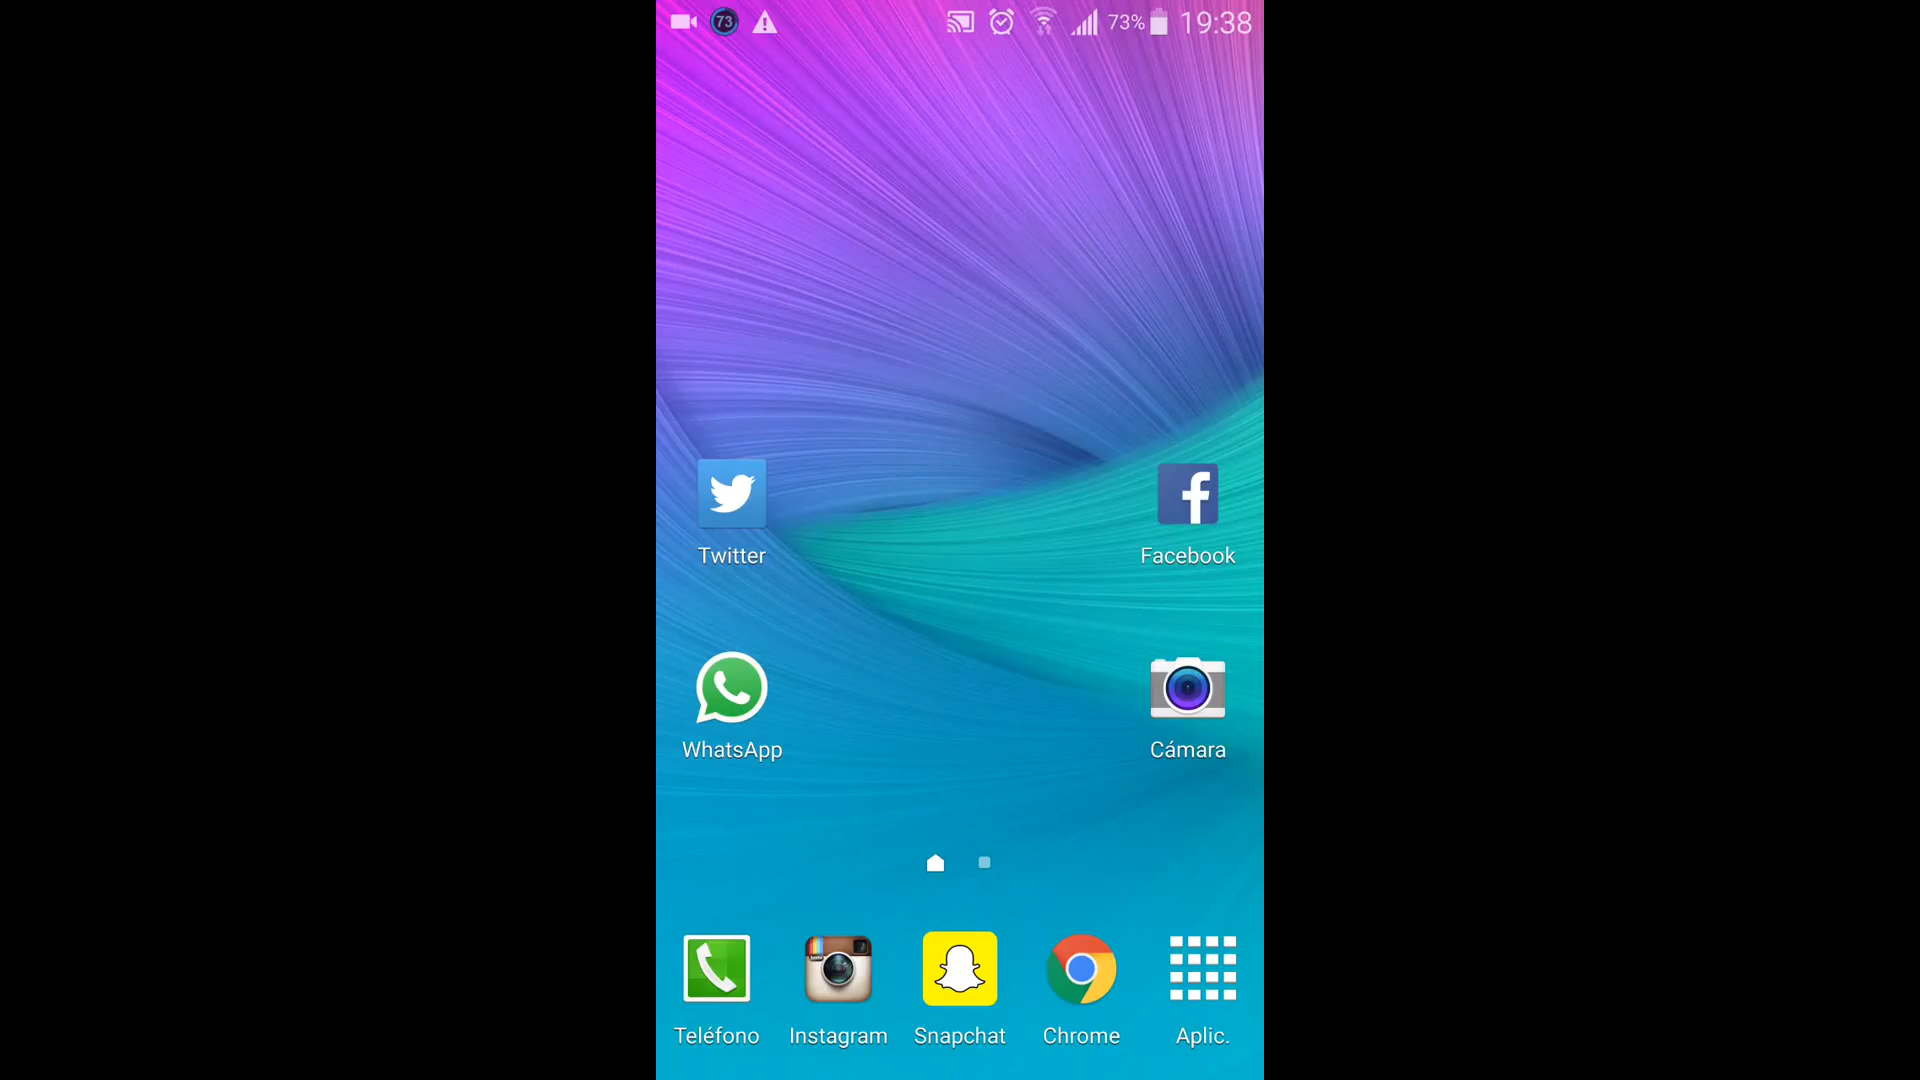 73 73% 19:38
Twitter Facebook
WhatsApp Cámara
Teléfono Instagram Snapchat Chrome Aplic.